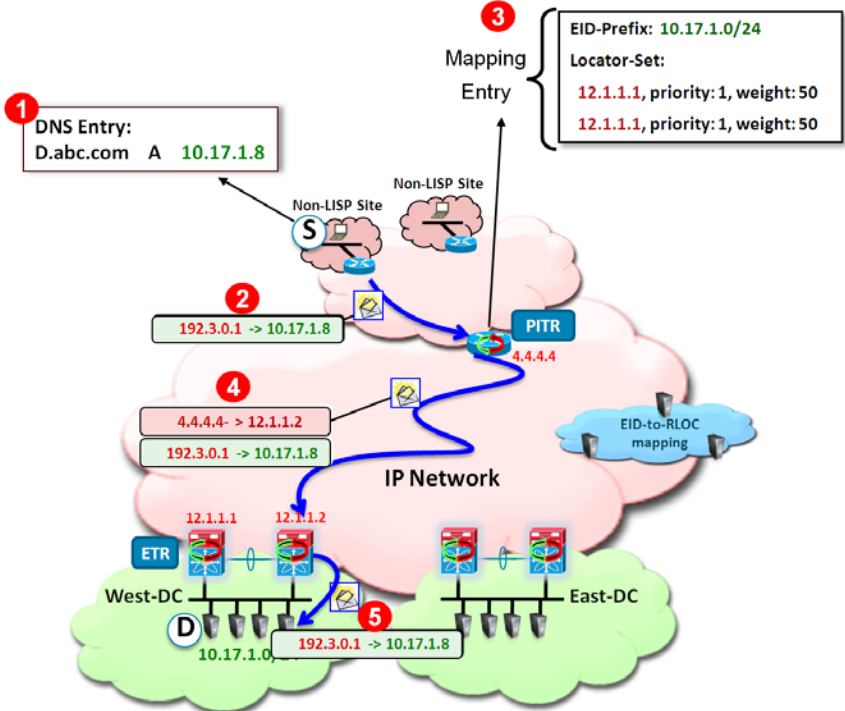 3
EID-Prefix: 10.17.1.0/24
Mapping
Entry
Locator-Set:
12.1.1.1, priority: 1, weight: 50
12.1.1.1, priority: 1, weight: 50
1
DNS Entry:
D.abc.com A 10.17.1.8
Non-LISP Site
Non-LISP Site
S
2
192.3.0.1 -> 10.17.1.8
PITR
4.4.4.4
4
4.4.4.4- > 12.1.1.2
192.3.0.1 -> 10.17.1.8
EID-to-RLOC
mapping
IP Network
12.1.1.1
12.1.1.2
ETR
West-DC
East-DC
D
5
192.3.0.1 -> 10.17.1.8
10.17.1.0/24